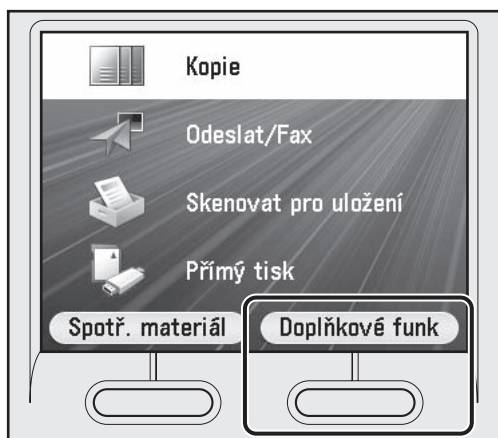 Kopie
Odeslat/Fax
Skenovat pro uložení
Přímý tisk
Spotř. materiál Doplňkové funk